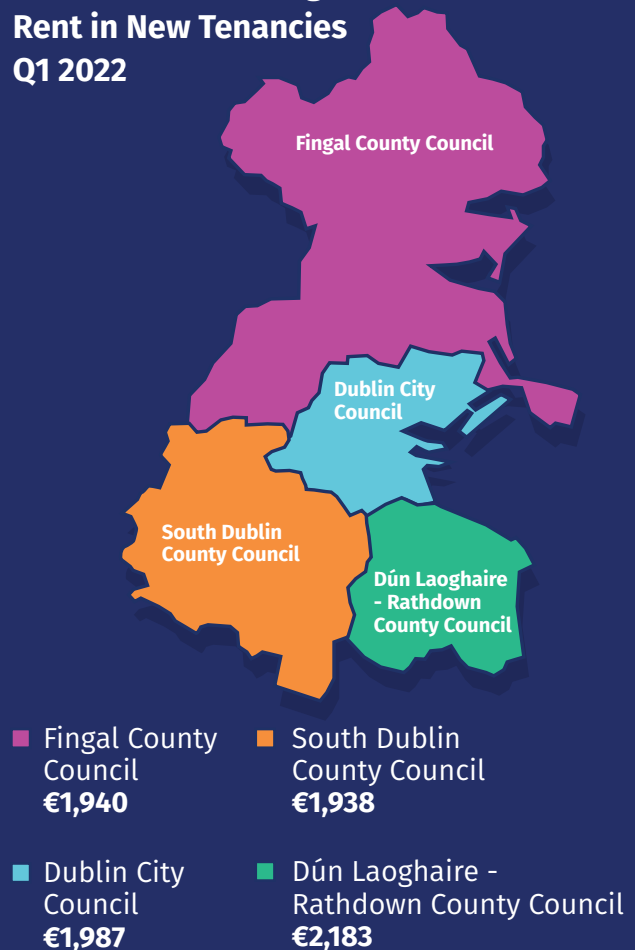 Rent in New Tenancies
Q1 2022
Fingal County Council
Dublin City
Council
South Dublin
County Council
Dún Laoghaire
- Rathdown
County Council
Fingal County
Council
€1,940
South Dublin
County Council
€1,938
Dublin City
Council
€1,987
Dún Laoghaire -
Rathdown County Council
€2,183